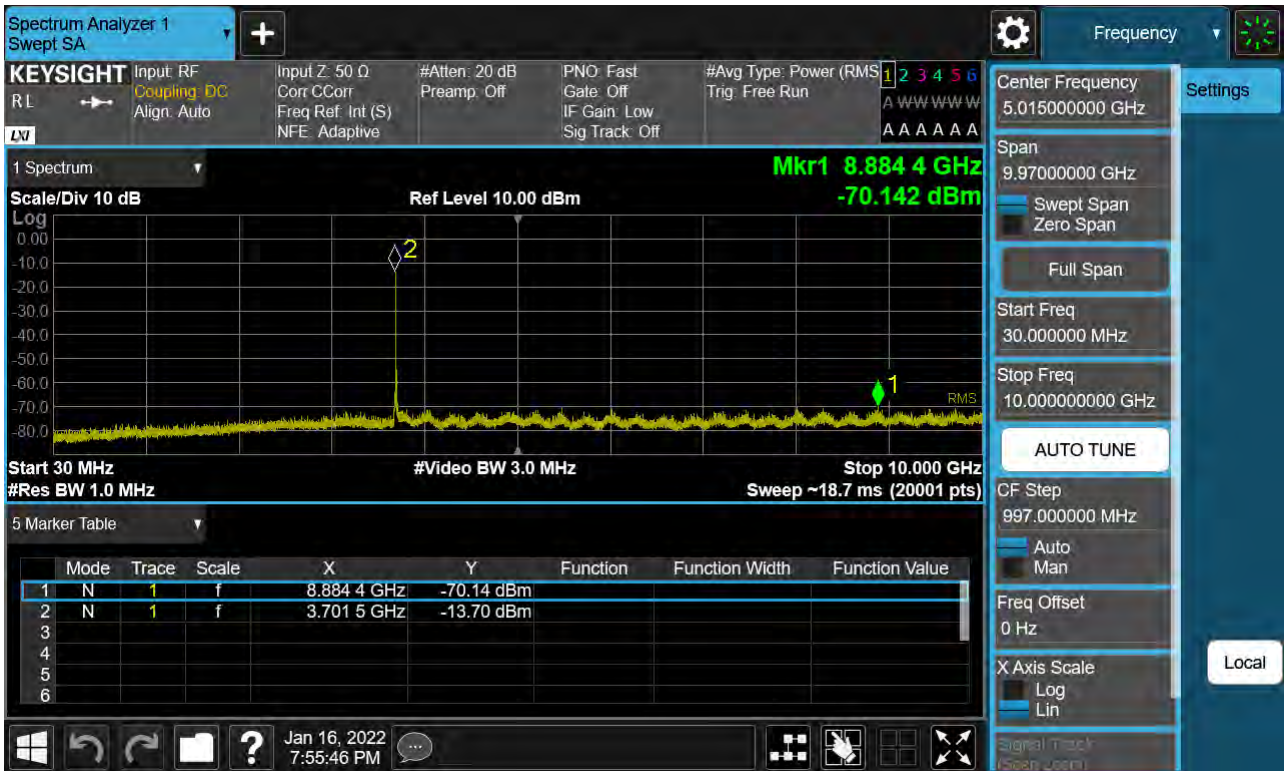 Spectrum Analyzer 1
Swept SA
+
Frequency
KEYSIGHT
RL
LXI
Input: RF
Coupling: DC
Align: Auto
Input Z: 50 Ω
Corr CCorr
Freq Ref: Int (S)
NFE: Adaptive
#Atten: 20 dB
Preamp: Off
PNO: Fast
Gate: Off
IF Gain: Low
Sig Track: Off
#Avg Type: Power (RMS
Trig: Free Run
1 2 3 4 5 6
A W W W W W
A A A A A A
1 Spectrum
Scale/Div 10 dB
Ref Level 10.00 dBm
Mkr1 8.884 4 GHz
-70.142 dBm
Log
0.00
-10.0
-20.0
-30.0
-40.0
-50.0
-60.0
-70.0
-80.0
2
1
RMS
Start 30 MHz
#Video BW 3.0 MHz
Stop 10.000 GHz
#Res BW 1.0 MHz
Sweep ~18.7 ms (20001 pts)
5 Marker Table
Mode Trace Scale X Y Function Function Width Function Value
1 N 1 f 8.884 4 GHz -70.14 dBm
2 N 1 f 3.701 5 GHz -13.70 dBm
3
4
5
6
?
Jan 16, 2022
7:55:46 PM
Center Frequency
5.015000000 GHz
Settings
Span
9.97000000 GHz
Swept Span
Zero Span
Full Span
Start Freq
30.000000 MHz
Stop Freq
10.000000000 GHz
AUTO TUNE
CF Step
997.000000 MHz
Auto
Man
Freq Offset
0 Hz
X Axis Scale
Log
Lin
Local
Signal Track
(Span Zoom)